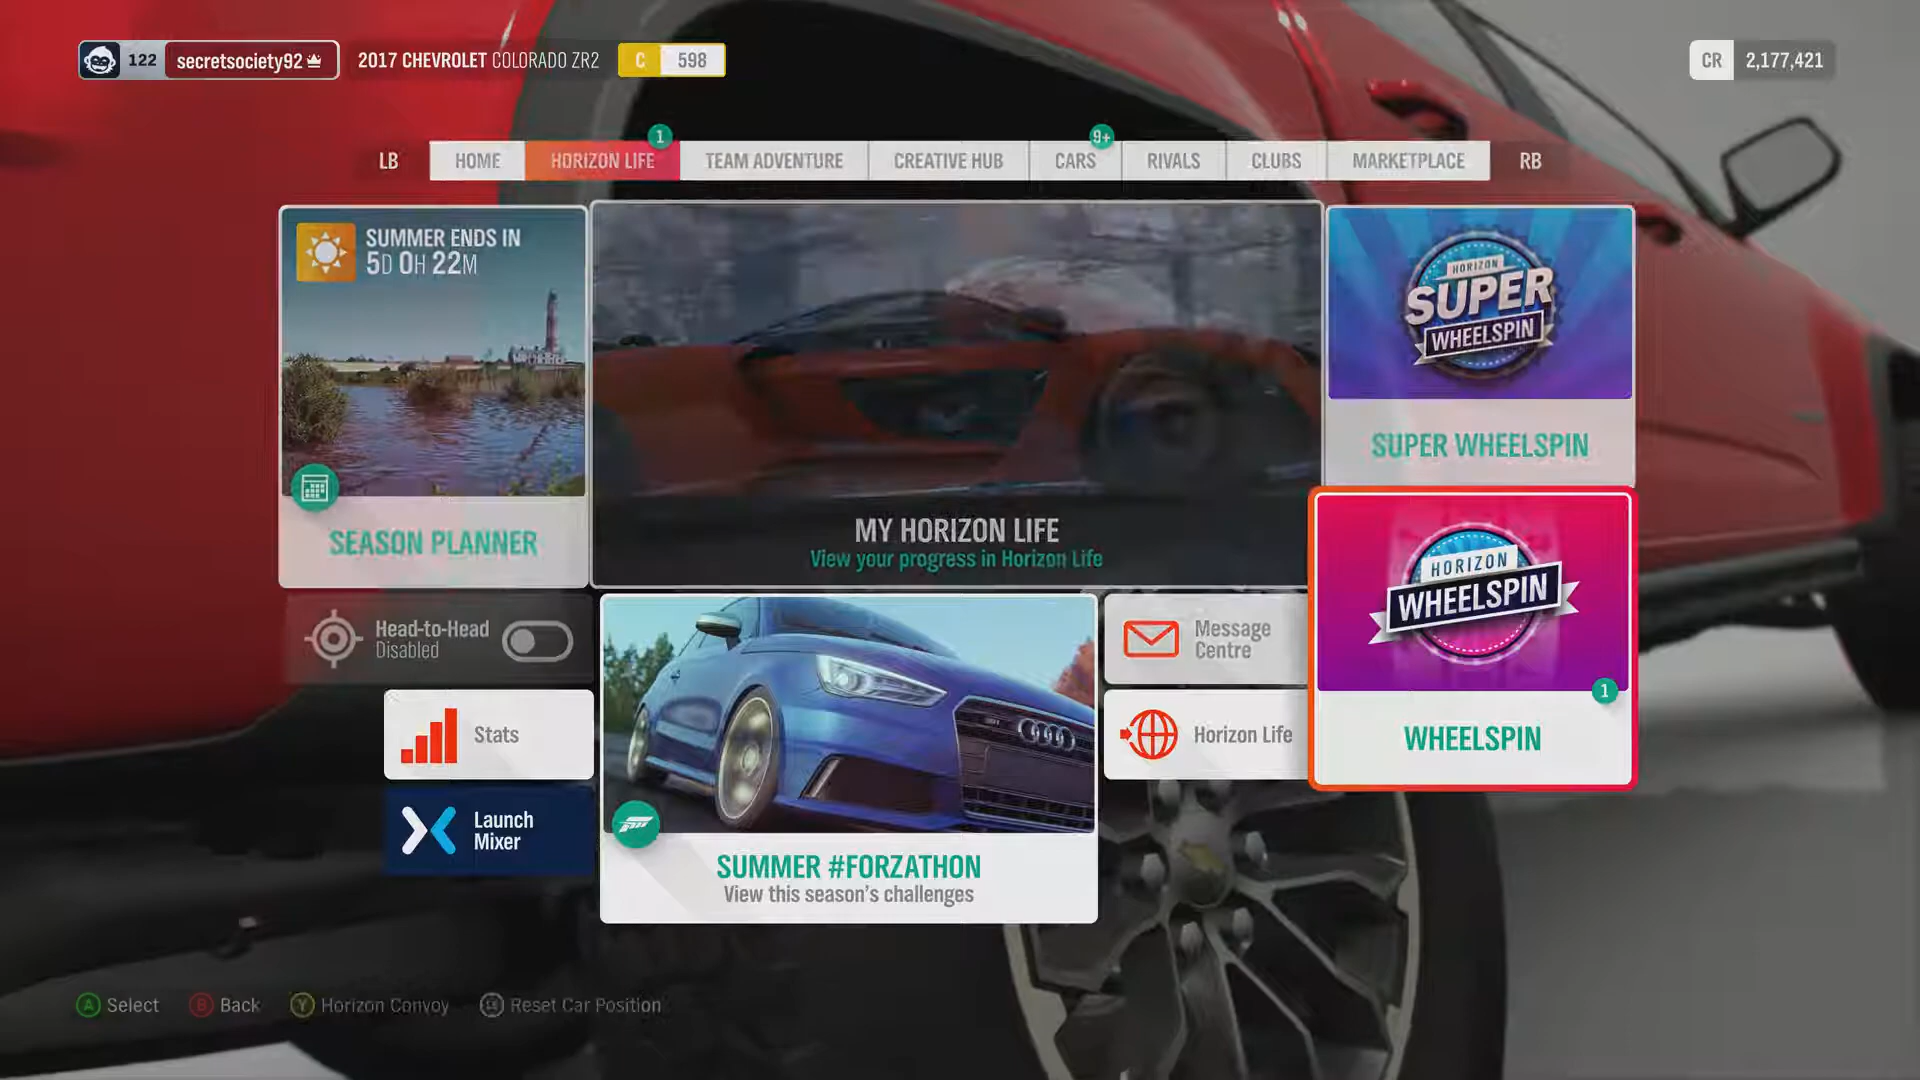 122 secretsociety92 2017 CHEVROLET COLORADO ZR2 C 598
CR 2,177,421
LB HOME HORIZON LIFE 1 TEAM ADVENTURE CREATIVE HUB CARS 9+ RIVALS CLUBS MARKETPLACE RB
SUMMER ENDS IN
5D 0H 22M
SEASON PLANNER
MY HORIZON LIFE
View your progress in Horizon Life
HORIZON
SUPER
WHEELSPIN
SUPER WHEELSPIN
HORIZON
WHEELSPIN
1
WHEELSPIN
Head-to-Head
Disabled
Stats
Launch
Mixer
SUMMER #FORZATHON
View this season's challenges
Message
Centre
Horizon Life
A Select B Back Y Horizon Convoy LS Reset Car Position